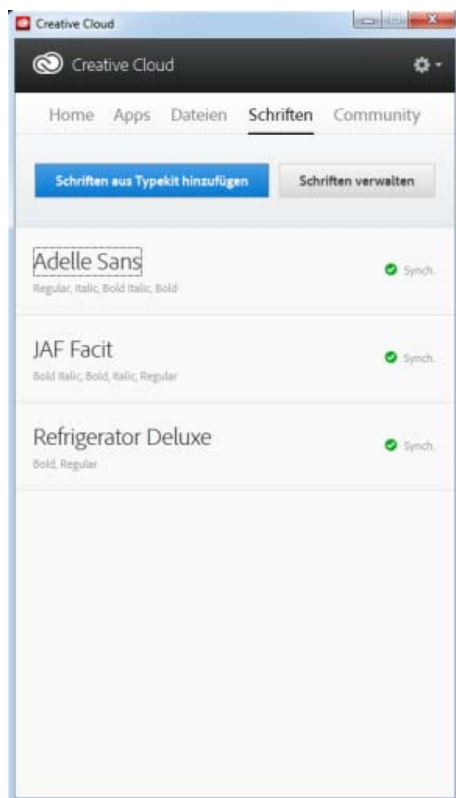 Creative Cloud
Creative Cloud
Home Apps Dateien Schriften Community
Schriften aus Typekit hinzufügen Schriften verwalten
Adelle Sans
Synch.
Regular, Italic, Bold Italic, Bold
JAF Facit
Synch.
Bold Italic, Bold, Italic, Regular
Refrigerator Deluxe
Synch.
Bold, Regular